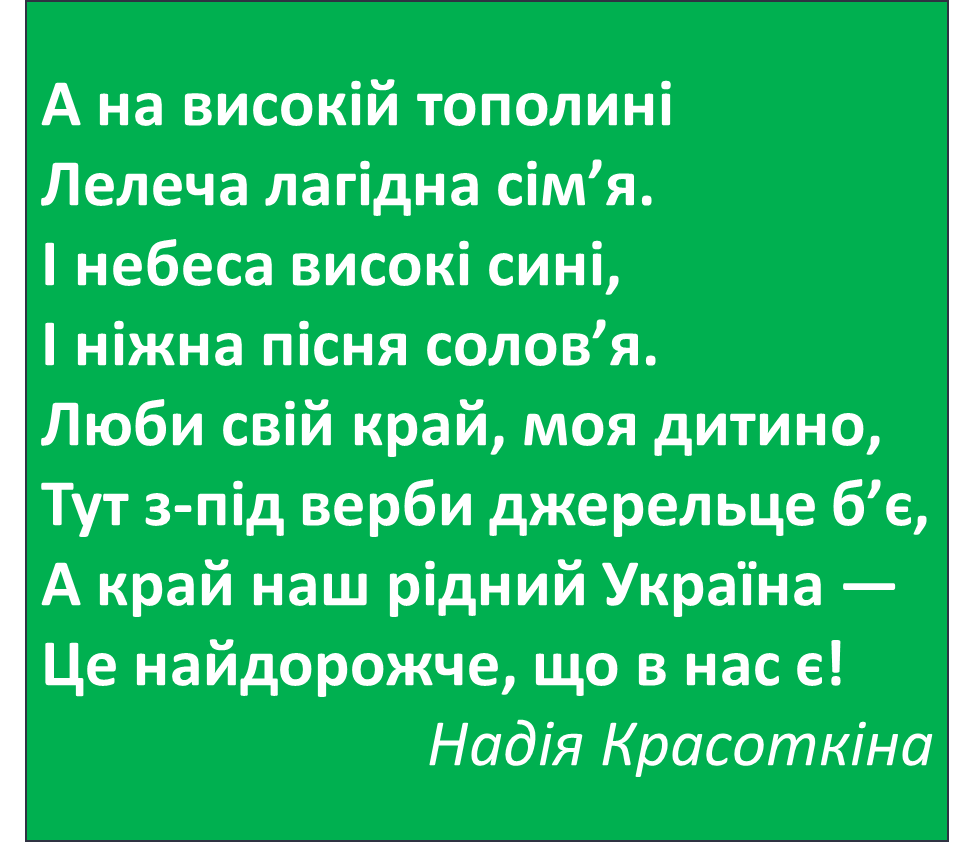 А на високій тополині
Лелеча лагідна сім’я.
І небеса високі сині,
І ніжна пісня солов’я.
Люби свій край, моя дитино,
Тут з-під верби джерельце б’є,
А край наш рідний Україна —
Це найдорожче, що в нас є!
Надія Красоткіна